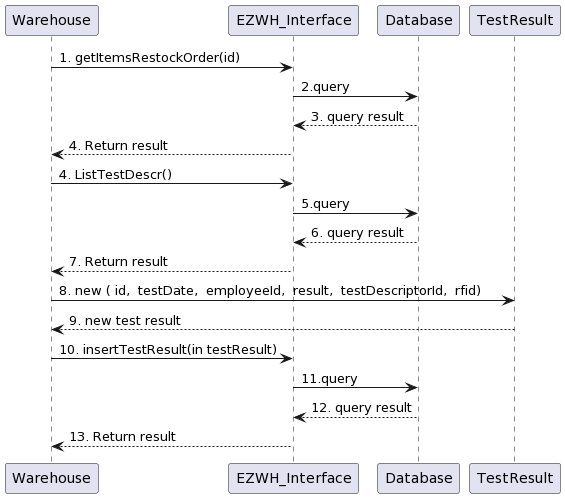 Warehouse EZWH_Interface Database TestResult
1. getItemsRestockOrder(id)
2.query
3. query result
4. Return result
4. ListTestDescr()
5.query
6. query result
7. Return result
8. new ( id,  testDate,  employeeId,  result,  testDescriptorId,  rfid)
9. new test result
10. insertTestResult(in testResult)
11.query
12. query result
13. Return result
Warehouse EZWH_Interface Database TestResult